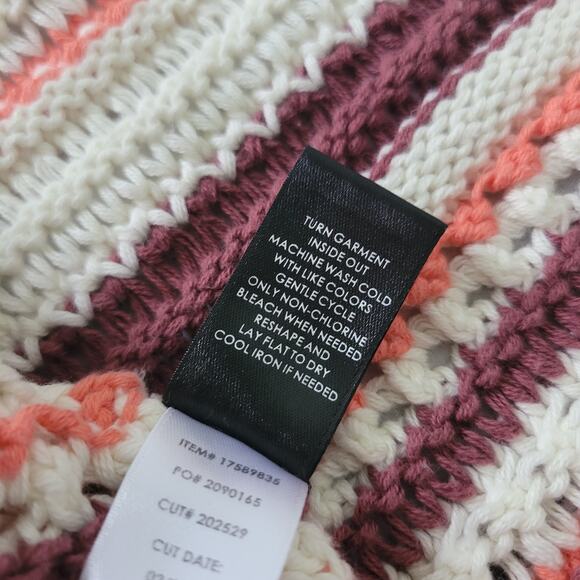 TURN GARMENT
INSIDE OUT
MACHINE WASH COLD
WITH LIKE COLORS
GENTLE CYCLE
ONLY NON-CHLORINE
BLEACH WHEN NEEDED
RESHAPE AND
LAY FLAT TO DRY
COOL IRON IF NEEDED
ITEM# 17589835
PO# 2090165
CUT# 202529
CUT DATE: